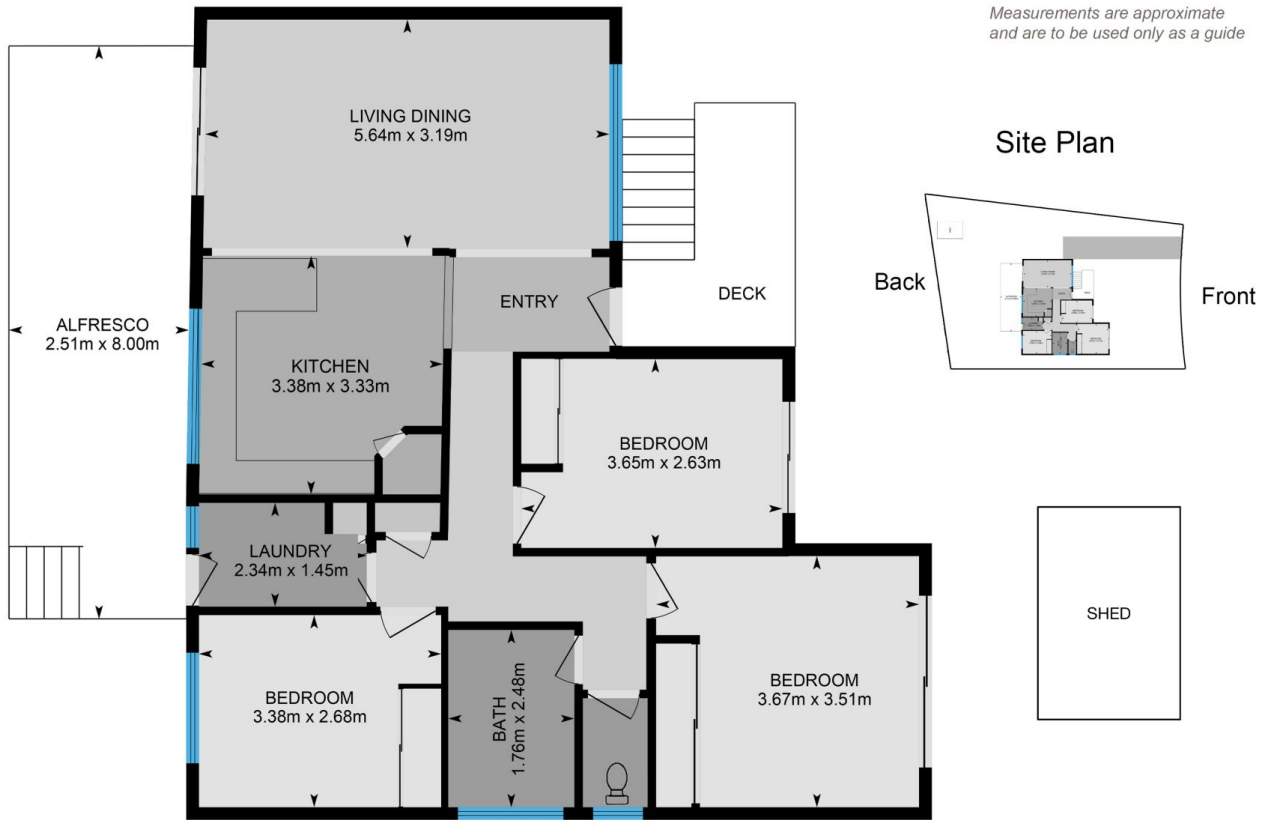 Measurements are approximate
and are to be used only as a guide
LIVING DINING
5.64m x 3.19m
Site Plan
Back
Front
ENTRY
DECK
ALFRESCO
2.51m x 8.00m
KITCHEN
3.38m x 3.33m
BEDROOM
3.65m x 2.63m
LAUNDRY
2.34m x 1.45m
SHED
BEDROOM
3.38m x 2.68m
BATH
1.76m x 2.48m
BEDROOM
3.67m x 3.51m